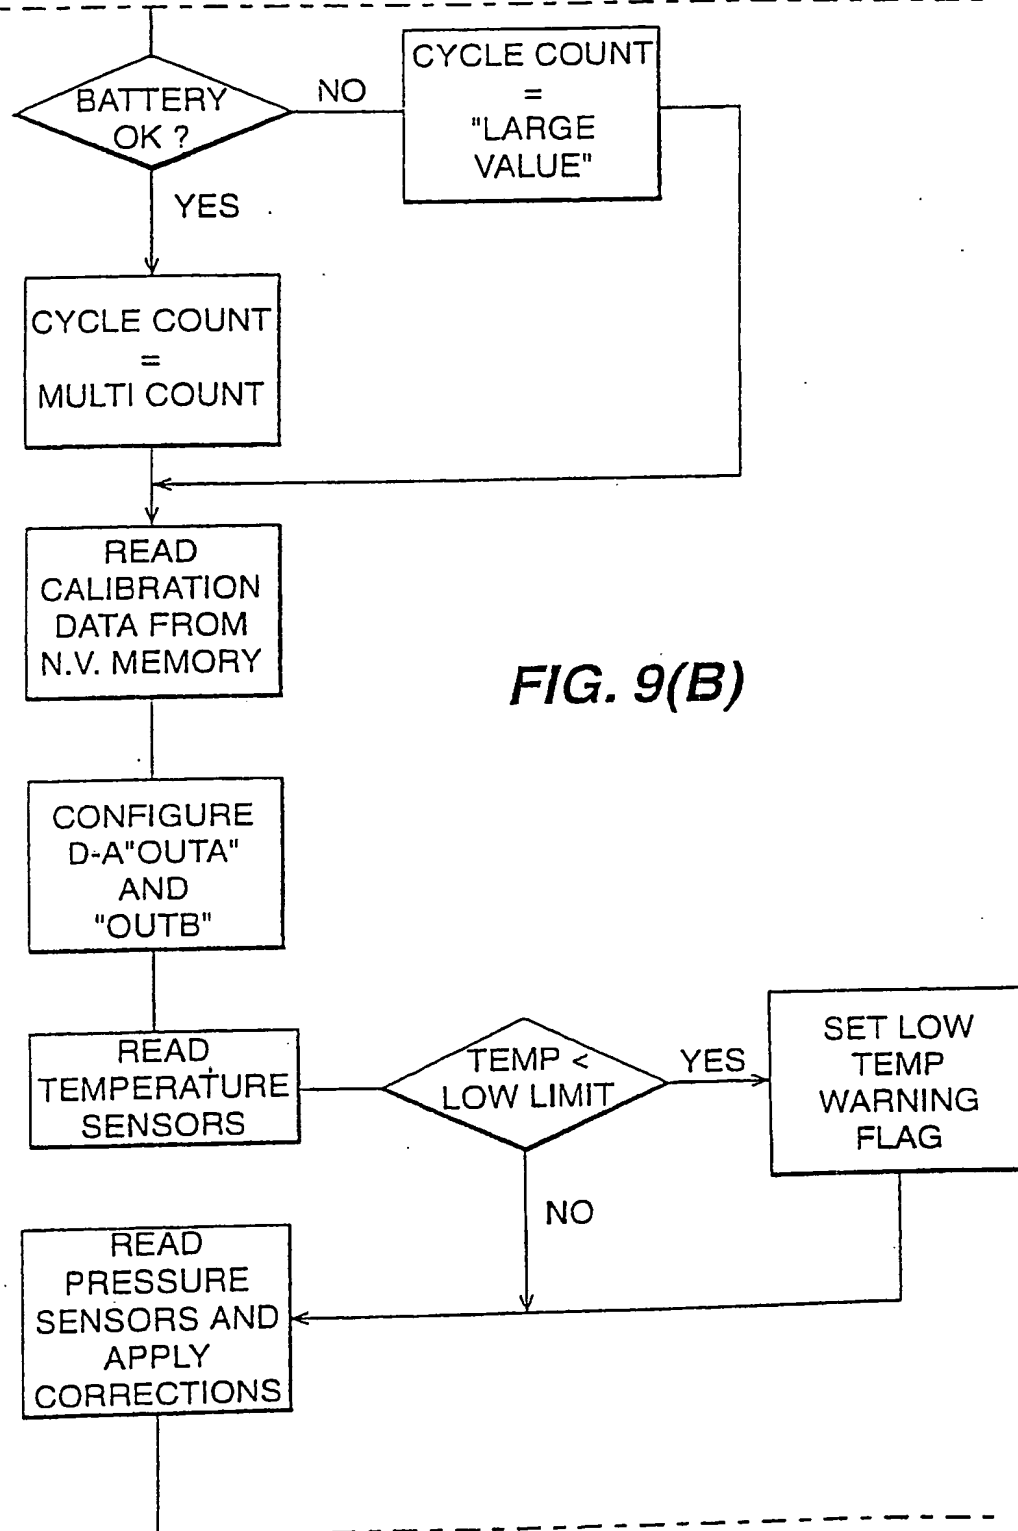 BATTERY
OK ?
NO
CYCLE COUNT
=
"LARGE
VALUE"
YES
CYCLE COUNT
=
MULTI COUNT
READ
CALIBRATION
DATA FROM
N.V. MEMORY
FIG. 9(B)
CONFIGURE
D-A"OUTA"
AND
"OUTB"
READ
TEMPERATURE
SENSORS
TEMP <
LOW LIMIT
YES
SET LOW
TEMP
WARNING
FLAG
NO
READ
PRESSURE
SENSORS AND
APPLY
CORRECTIONS